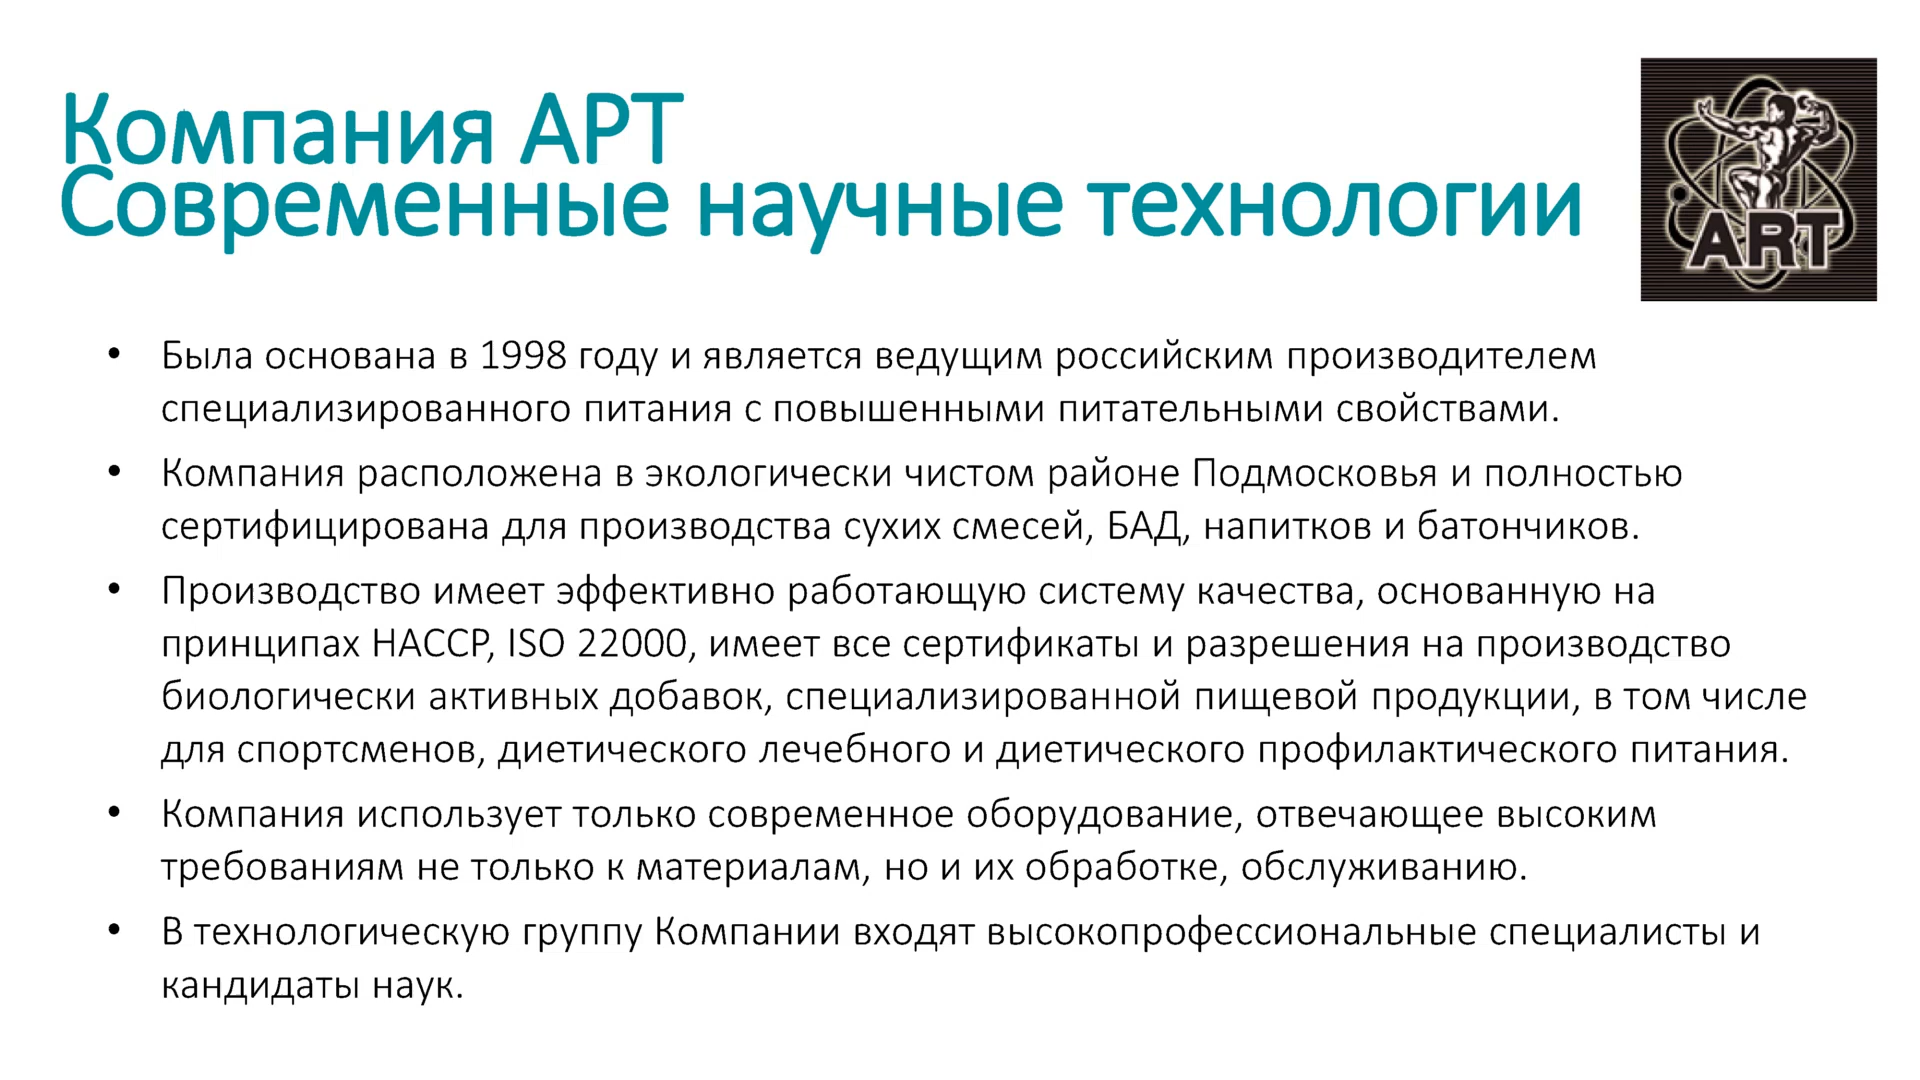 Компания АРТ
Современные научные технологии
ART
• Была основана в 1998 году и является ведущим российским производителем
специализированного питания с повышенными питательными свойствами.
• Компания расположена в экологически чистом районе Подмосковья и полностью
сертифицирована для производства сухих смесей, БАД, напитков и батончиков.
• Производство имеет эффективно работающую систему качества, основанную на
принципах HACCP, ISO 22000, имеет все сертификаты и разрешения на производство
биологически активных добавок, специализированной пищевой продукции, в том числе
для спортсменов, диетического лечебного и диетического профилактического питания.
• Компания использует только современное оборудование, отвечающее высоким
требованиям не только к материалам, но и их обработке, обслуживанию.
• В технологическую группу Компании входят высокопрофессиональные специалисты и
кандидаты наук.